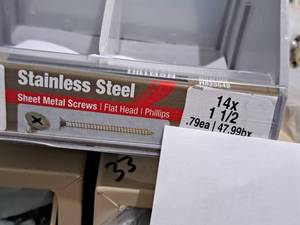 Stainless Steel
Sheet Metal Screws | Flat Head | Phillips
14x
1 1/2
.79ea | 47.99bx
33